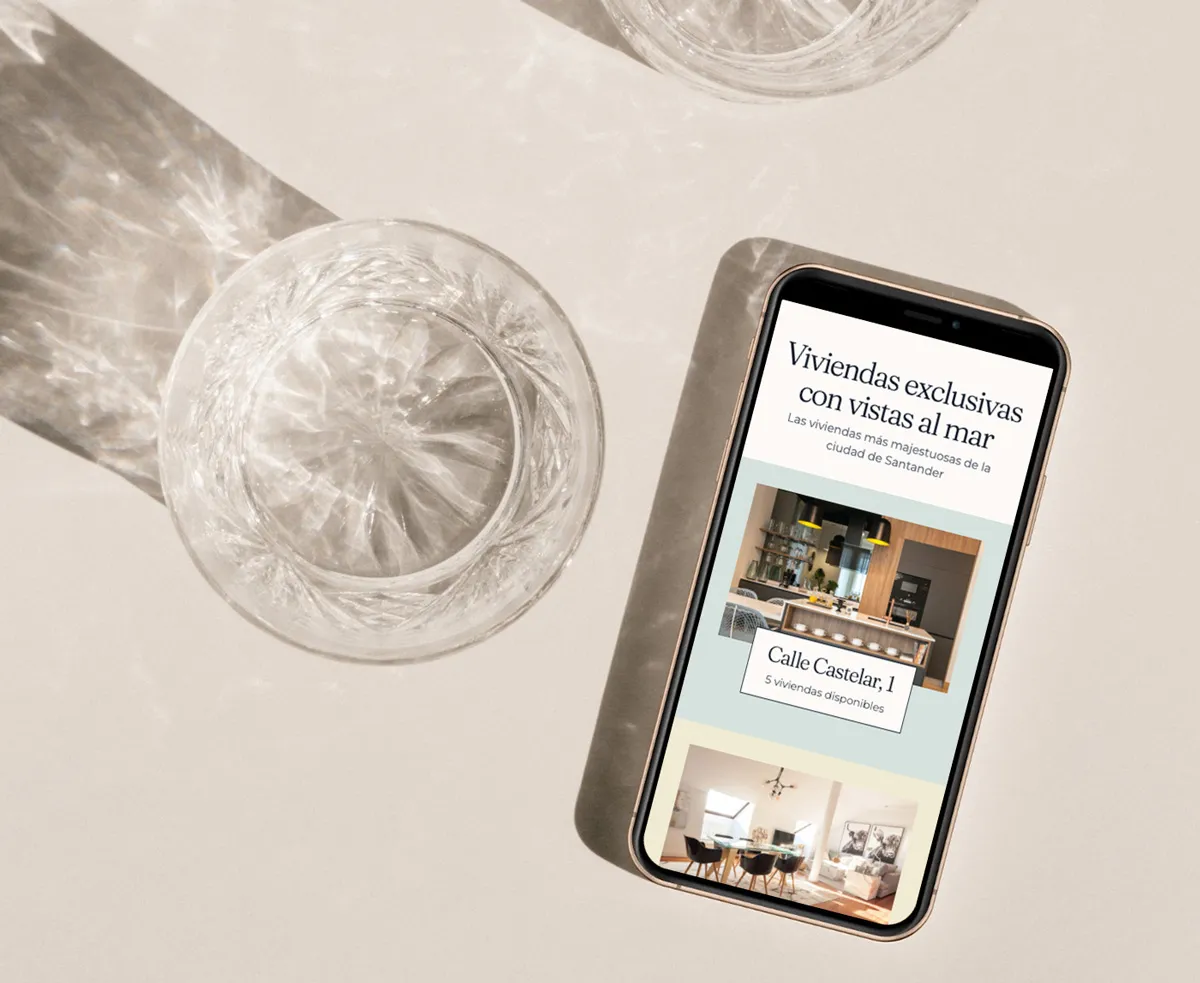 Viviendas exclusivas
con vistas al mar
Las viviendas más majestuosas de la
ciudad de Santander
Calle Castelar, 1
5 viviendas disponibles